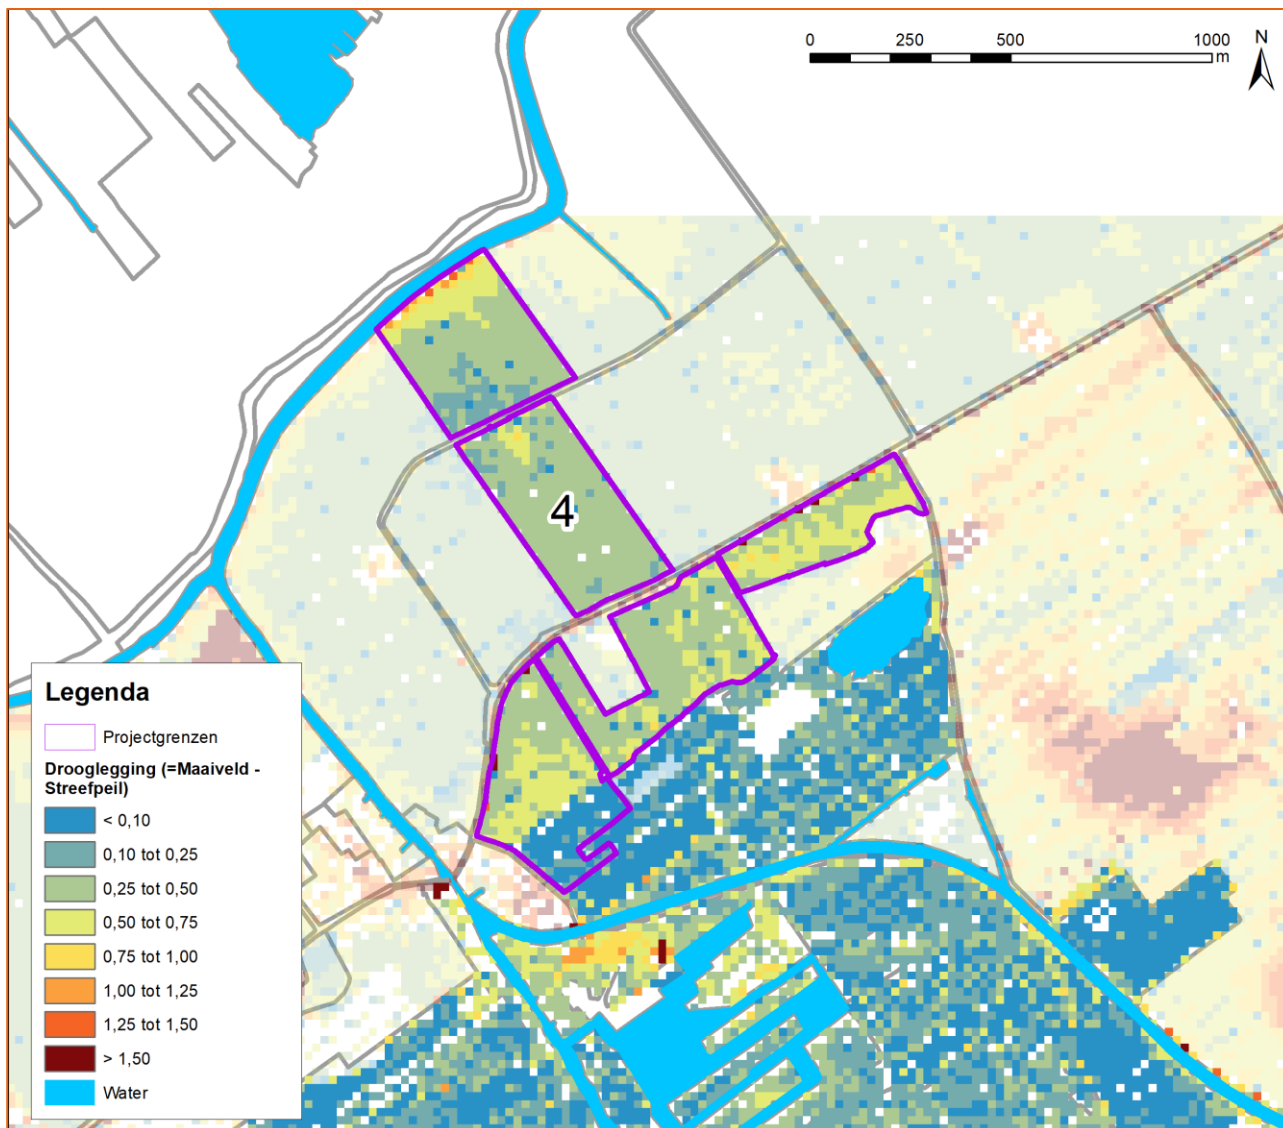 0 250 500 1000
m
N
4
Legenda
Projectgrenzen
Drooglegging (=Maaiveld -
Streefpeil)
< 0,10
0,10 tot 0,25
0,25 tot 0,50
0,50 tot 0,75
0,75 tot 1,00
1,00 tot 1,25
1,25 tot 1,50
> 1,50
Water